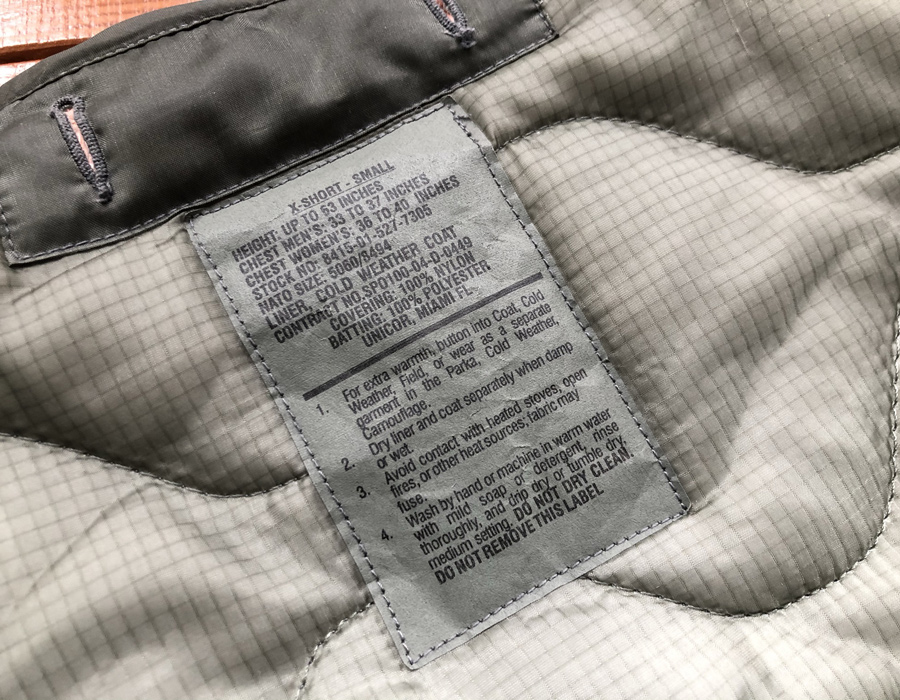 X-SHORT - SMALL
HEIGHT UP TO 63 INCHES
CHEST MEN'S: 33 TO 37 INCHES
CHEST WOMEN'S: 36 TO 40 INCHES
STOCK NO: 8415-01-527-7305
NATO SIZE: 5060/8494
LINER, COLD WEATHER COAT
CONTRACT NO.SPO100-04-D-0449
COVERING: 100% NYLON
BATTING: 100% POLYESTER
UNICOR, MIAMI FL.
1. For extra warmth, button into Coat, Cold
Weather, Field, or wear as a separate
garment in the Parka, Cold Weather,
Camouflage.
2. Dry liner and coat separately when damp
or wet.
3. Avoid contact with heated stoves, open
fires, or other heat sources; fabric may
fuse.
4. Wash by hand or machine in warm water
with mild soap or detergent, rinse
thoroughly, and drip dry or tumble dry,
medium setting. DO NOT DRY CLEAN.
DO NOT REMOVE THIS LABEL